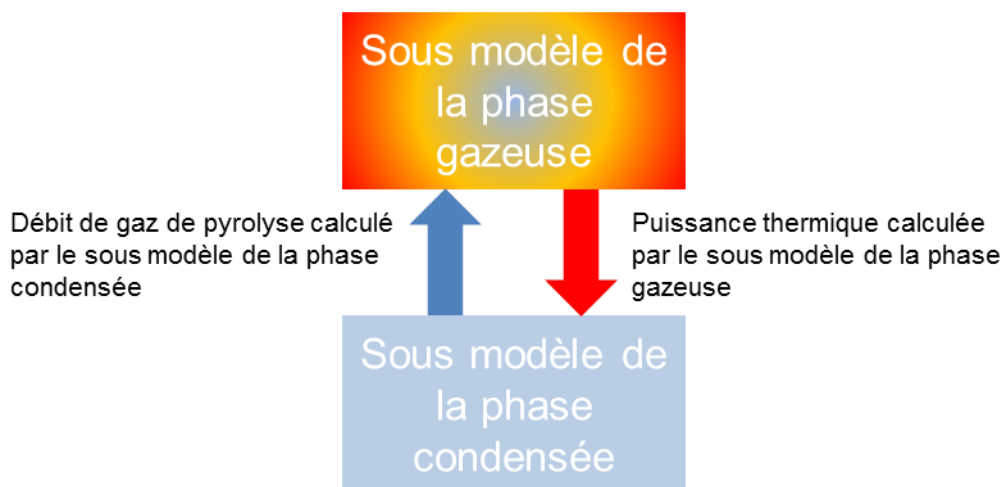 Sous modèle de
la phase
gazeuse
Débit de gaz de pyrolyse calculé
par le sous modèle de la phase
condensée
Puissance thermique calculée
par le sous modèle de la phase
gazeuse
Sous modèle de
la phase
condensée